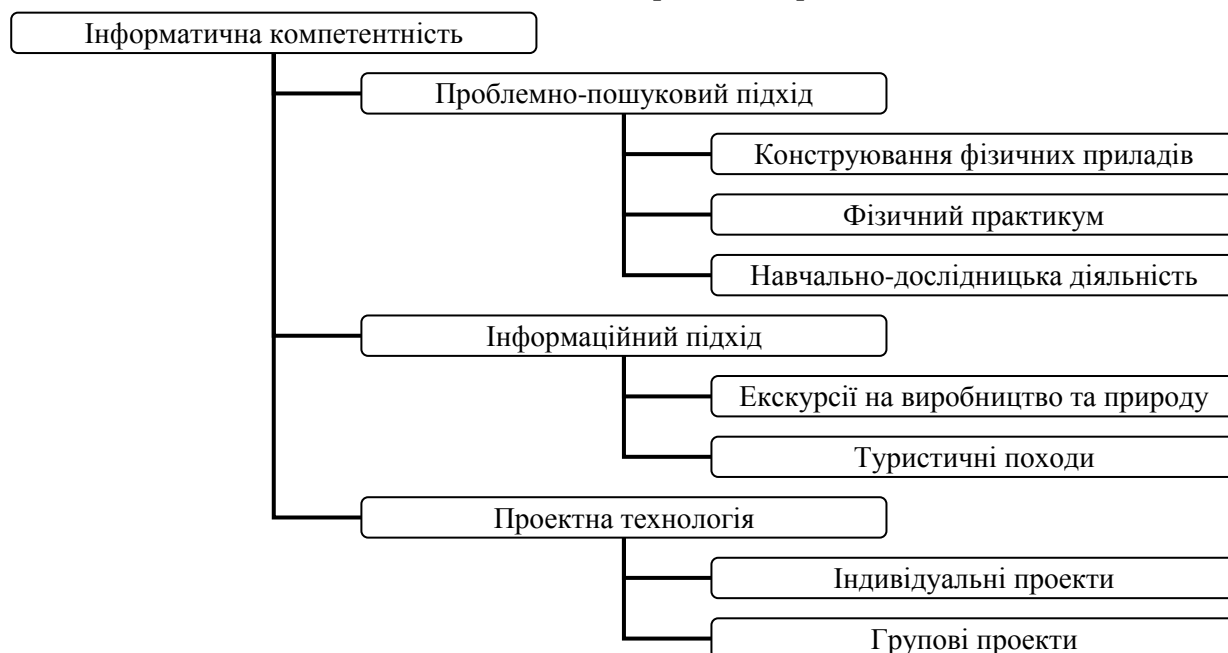 Інформатична компетентність
Проблемно-пошуковий підхід
Конструювання фізичних приладів
Фізичний практикум
Навчально-дослідницька діяльність
Інформаційний підхід
Екскурсії на виробництво та природу
Туристичні походи
Проектна технологія
Індивідуальні проекти
Групові проекти